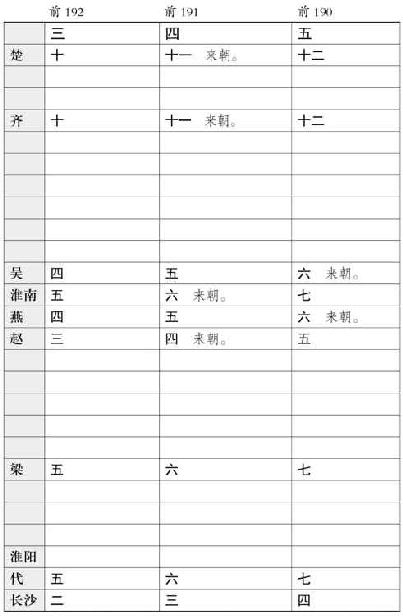 前 192 前 191 前 190
三 四 五
楚 十 十一 来朝。 十二
齐 十 十一 来朝。 十二
吴 四 五 六 来朝。
淮南 五 六 来朝。 七
燕 四 五 六 来朝。
赵 三 四 来朝。 五
梁 五 六 七
淮阳
代 五 六 七
长沙 二 三 四